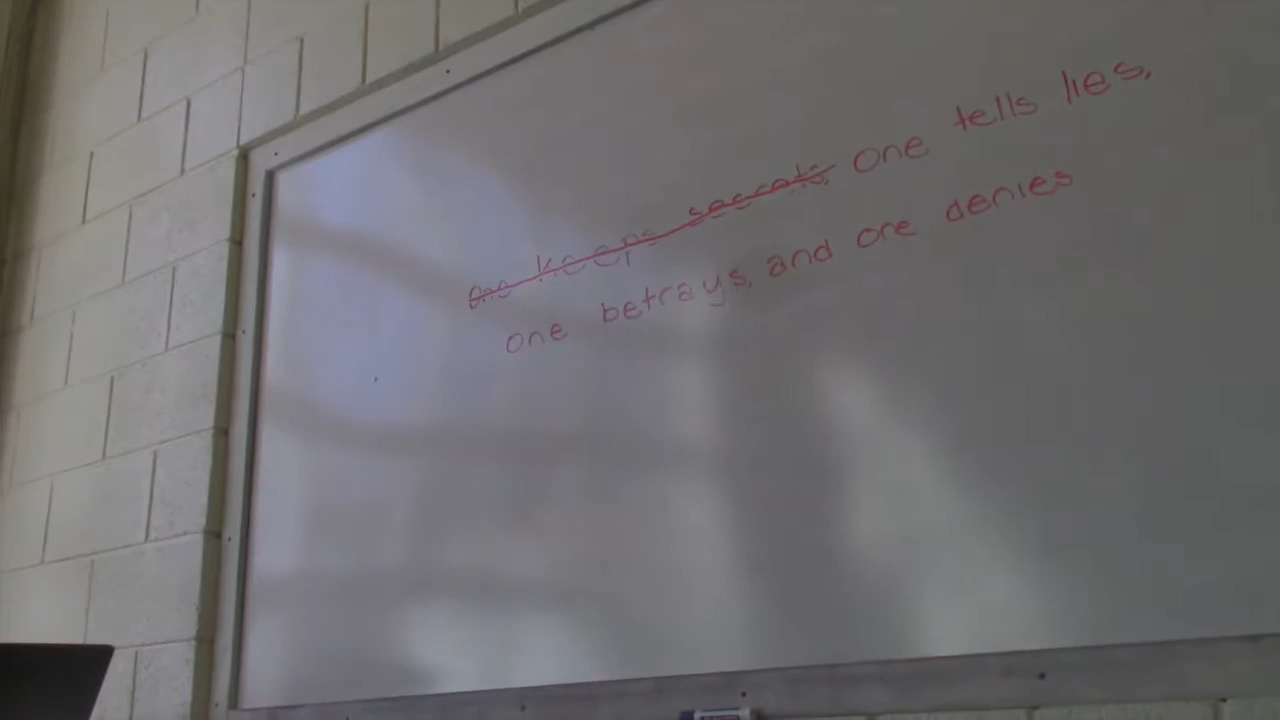 one keeps secrets one tells lies,
one betrays, and one denies